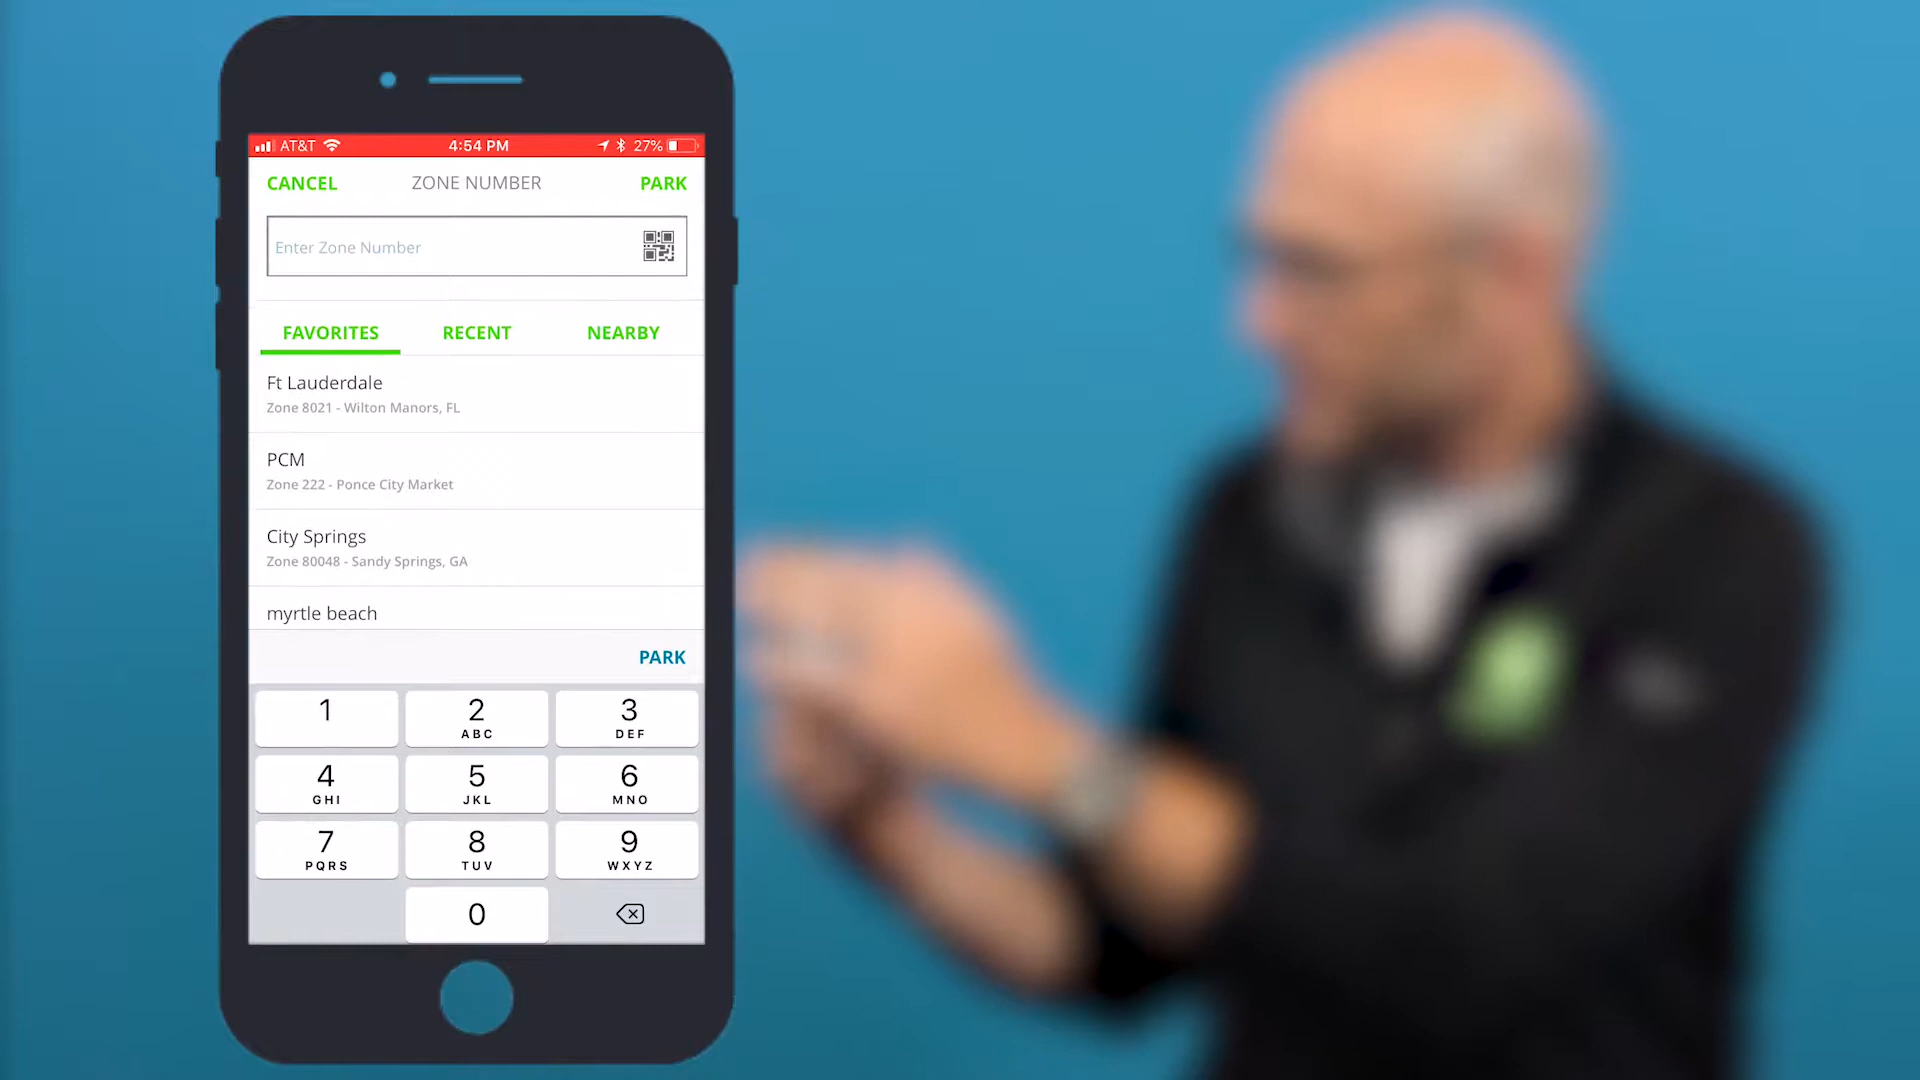 AT&T 4:54 PM 27%
CANCEL ZONE NUMBER PARK
Enter Zone Number
FAVORITES RECENT NEARBY
Ft Lauderdale
Zone 8021 - Wilton Manors, FL
PCM
Zone 222 - Ponce City Market
City Springs
Zone 80048 - Sandy Springs, GA
myrtle beach
PARK
1 2 3
ABC DEF
4 5 6
GHI JKL MNO
7 8 9
PQRS TUV WXYZ
0